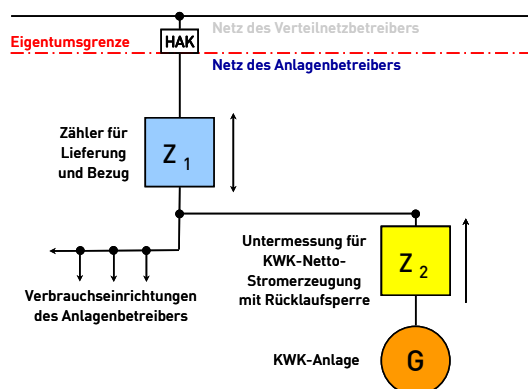 Netz des Verteilnetzbetreibers
Eigentumsgrenze
HAK
Netz des Anlagenbetreibers
Zähler für
Lieferung
und Bezug
Z 1
Untermessung für
KWK-Netto-
Stromerzeugung
mit Rücklaufsperre
Z 2
Verbrauchseinrichtungen
des Anlagenbetreibers
KWK-Anlage
G